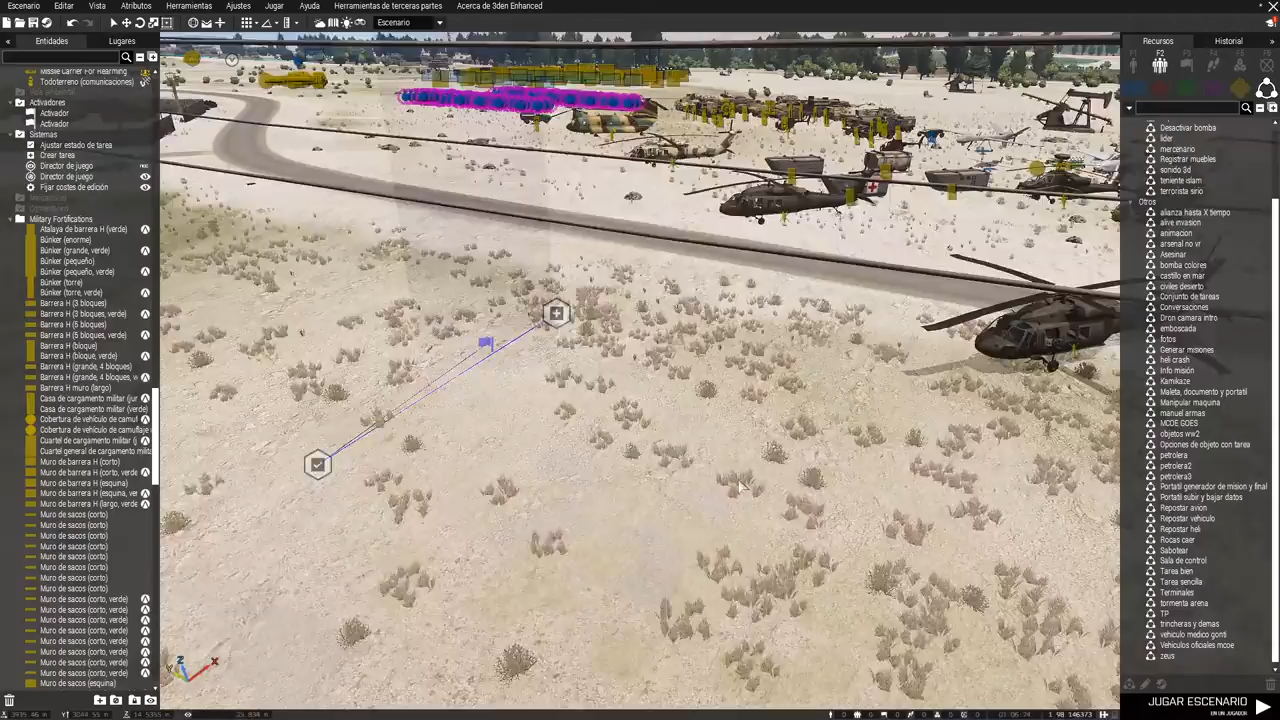 Escenario Editar Vista Atributos Herramientas Ajustes Jugar Ayuda Herramientas de terceras partes Acerca de 3den Enhanced
Escenario
Entidades Lugares
Missile Carrier For Rearming
Todoterreno (comunicaciones)
Activadores
Activador
Activador
Sistemas
Ajustar estado de tarea
Crear tarea
Director de juego
Director de juego
Fijar costes de edición
Marcadores
Comentarios
Military Fortifications
Atalaya de barrera H (verde)
Búnker (enorme)
Búnker (grande, verde)
Búnker (pequeño)
Búnker (pequeño, verde)
Búnker (torre)
Búnker (torre, verde)
Barrera H (3 bloques)
Barrera H (3 bloques, verde)
Barrera H (5 bloques)
Barrera H (5 bloques, verde)
Barrera H (bloque)
Barrera H (bloque, verde)
Barrera H (grande, 4 bloques)
Barrera H (grande, 4 bloques, v
Barrera H muro (largo)
Casa de cargamento militar (jun
Casa de cargamento militar (verde)
Cobertura de vehículo de camufl
Cobertura de vehículo de camuflaje
Cuartel de cargamento militar (j
Cuartel general de cargamento milita
Muro de barrera H (corto)
Muro de barrera H (corto, verde
Muro de barrera H (esquina)
Muro de barrera H (esquina, ver
Muro de barrera H (largo, verde
Muro de sacos (corto)
Muro de sacos (corto)
Muro de sacos (corto)
Muro de sacos (corto)
Muro de sacos (corto)
Muro de sacos (corto)
Muro de sacos (corto)
Muro de sacos (corto)
Muro de sacos (corto, verde)
Muro de sacos (corto, verde)
Muro de sacos (corto, verde)
Muro de sacos (corto, verde)
Muro de sacos (corto, verde)
Muro de sacos (corto, verde)
Muro de sacos (corto, verde)
Muro de sacos (corto, verde)
Muro de sacos (esquina)
Recursos Historial
F1 F2 F3 F4 F5 F6
Desactivar bomba
lider
mercenario
Registrar muebles
sonido 3d
teniente islam
terrorista sirio
Otros
alianza hasta X tiempo
alive invasion
animacion
arsenal no vr
Asesinar
bomba colores
castillo en mar
civiles desierto
Conjunto de tareas
Conversaciones
Dron camara intro
emboscada
fotos
Generar misiones
heli crash
Info misión
Kamikaze
Maleta, documento y portatil
Manipular maquina
manuel armas
MCOE GOES
objetos ww2
Opciones de objeto con tarea
petrolera
petrolera2
petrolera3
Portatil generador de mision y final
Portatil subir y bajar datos
Repostar avion
Repostar vehiculo
Repostar heli
Rocas caer
Sabotear
Sala de control
Tarea bien
Tarea sencilla
Terminales
tormenta arena
TP
trincheras y demas
vehiculo medico gonti
Vehiculos oficiales mcoe
zeus
JUGAR ESCENARIO
EN UN JUGADOR
Z Y X